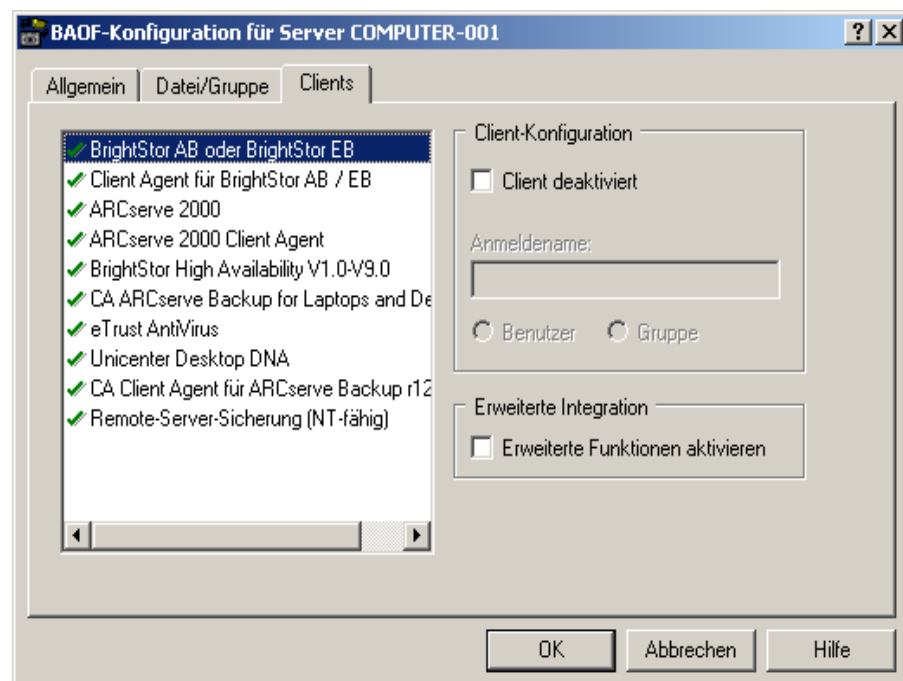 BAOF-Konfiguration für Server COMPUTER-001
Allgemein
Datei/Gruppe
Clients
BrightStor AB oder BrightStor EB
Client Agent für BrightStor AB / EB
ARCserve 2000
ARCserve 2000 Client Agent
BrightStor High Availability V1.0-V9.0
CA ARCserve Backup for Laptops and De
eTrust AntiVirus
Unicenter Desktop DNA
CA Client Agent für ARCserve Backup r12
Remote-Server-Sicherung (NT-fähig)
Client-Konfiguration
Client deaktiviert
Anmeldename:
Benutzer
Gruppe
Erweiterte Integration
Erweiterte Funktionen aktivieren
OK
Abbrechen
Hilfe